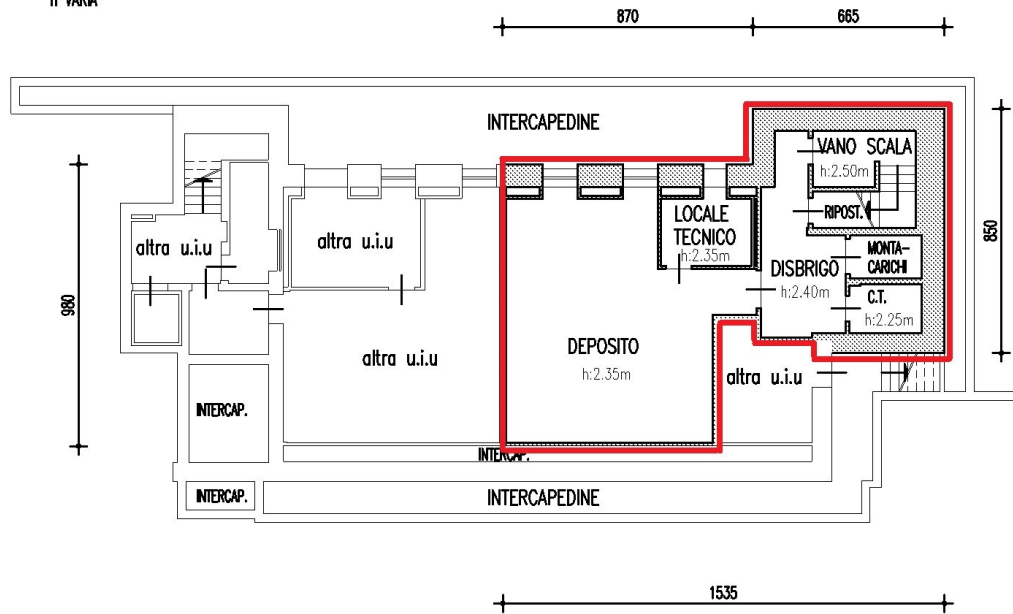 H VARIA
870
665
INTERCAPEDINE
VANO SCALA
h:2.50m
RIPOST.
LOCALE
TECNICO
h:2.35m
altra u.i.u
altra u.i.u
MONTA-
CARICHI
DISBRIGO
h:2.40m
C.T.
h:2.25m
850
980
DEPOSITO
h:2.35m
altra u.i.u
altra u.i.u
INTERCAP.
INTERCAP.
INTERCAP.
INTERCAPEDINE
1535